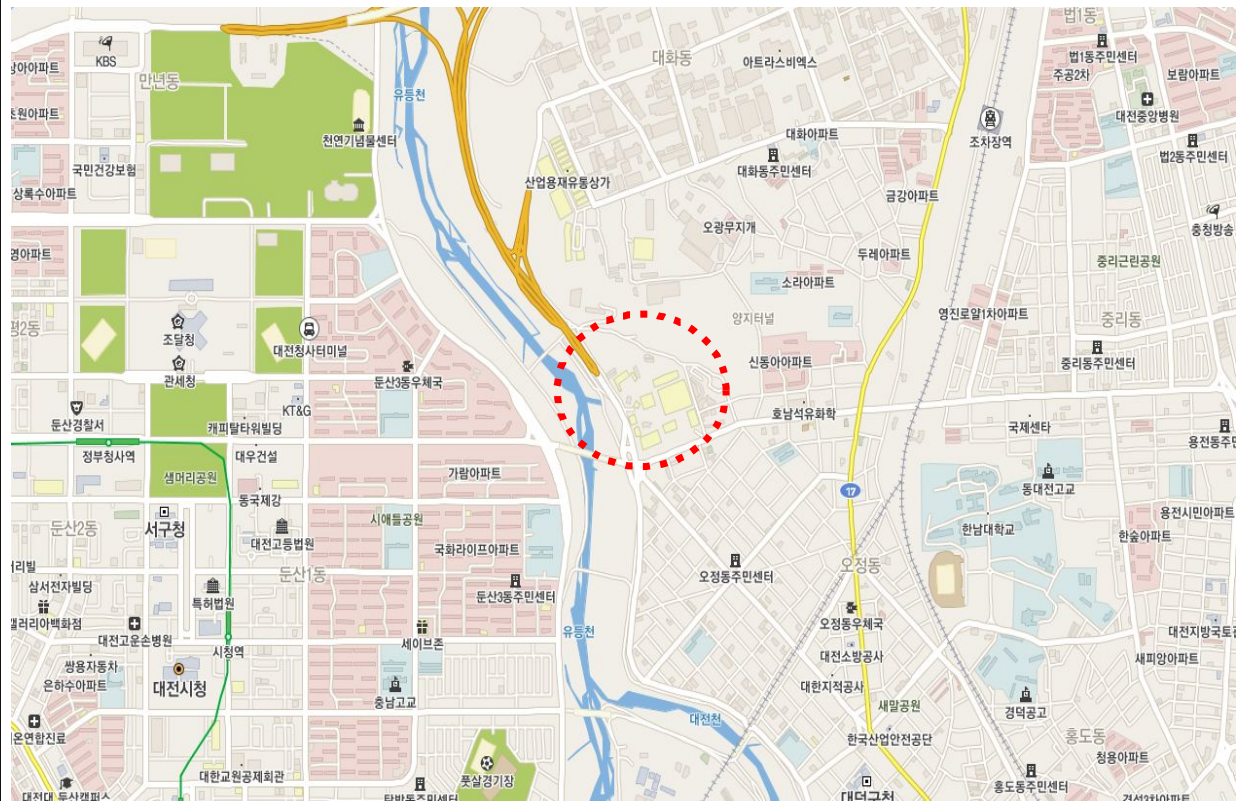 법1동
KBS
대화동
아트라스비엑스
법1동주민센터
주공2차
보람아파트
만년동
유등천
대전중앙병원
천연기념물센터
대화아파트
조차장역
국민건강보험
대화동주민센터
법2동주민센터
상록수아파트
산업용재유통상가
금강아파트
충청방송
오광무지개
두레아파트
중리근린공원
소라아파트
조달청
대전청사터미널
양지터널
영진로얄1차아파트
중리동
관세청
둔산3동우체국
신동아아파트
중리동주민센터
KT&G
둔산경찰서
캐피탈타워빌딩
호남석유화학
국제센타
정부청사역
대우건설
샘머리공원
가람아파트
동국제강
17
동대전고교
서구청
시애틀공원
둔산2동
대전고등법원
국화라이프아파트
한남대학교
용전시민아파트
한숲아파트
둔산1동
오정동주민센터
오정동
삼서전자빌딩
특허법원
둔산3동주민센터
갤러리아백화점
오정동우체국
대전고운손병원
시청역
세이브존
유등천
대전소방공사
새피앙아파트
쌍용자동차
은하수아파트
대전시청
대한지적공사
충남고교
새말공원
경덕공고
대전천
한국산업안전공단
홍도동
청용아파트
대한교원공제회관
풋살경기장
홍도동주민센터
대덕구청